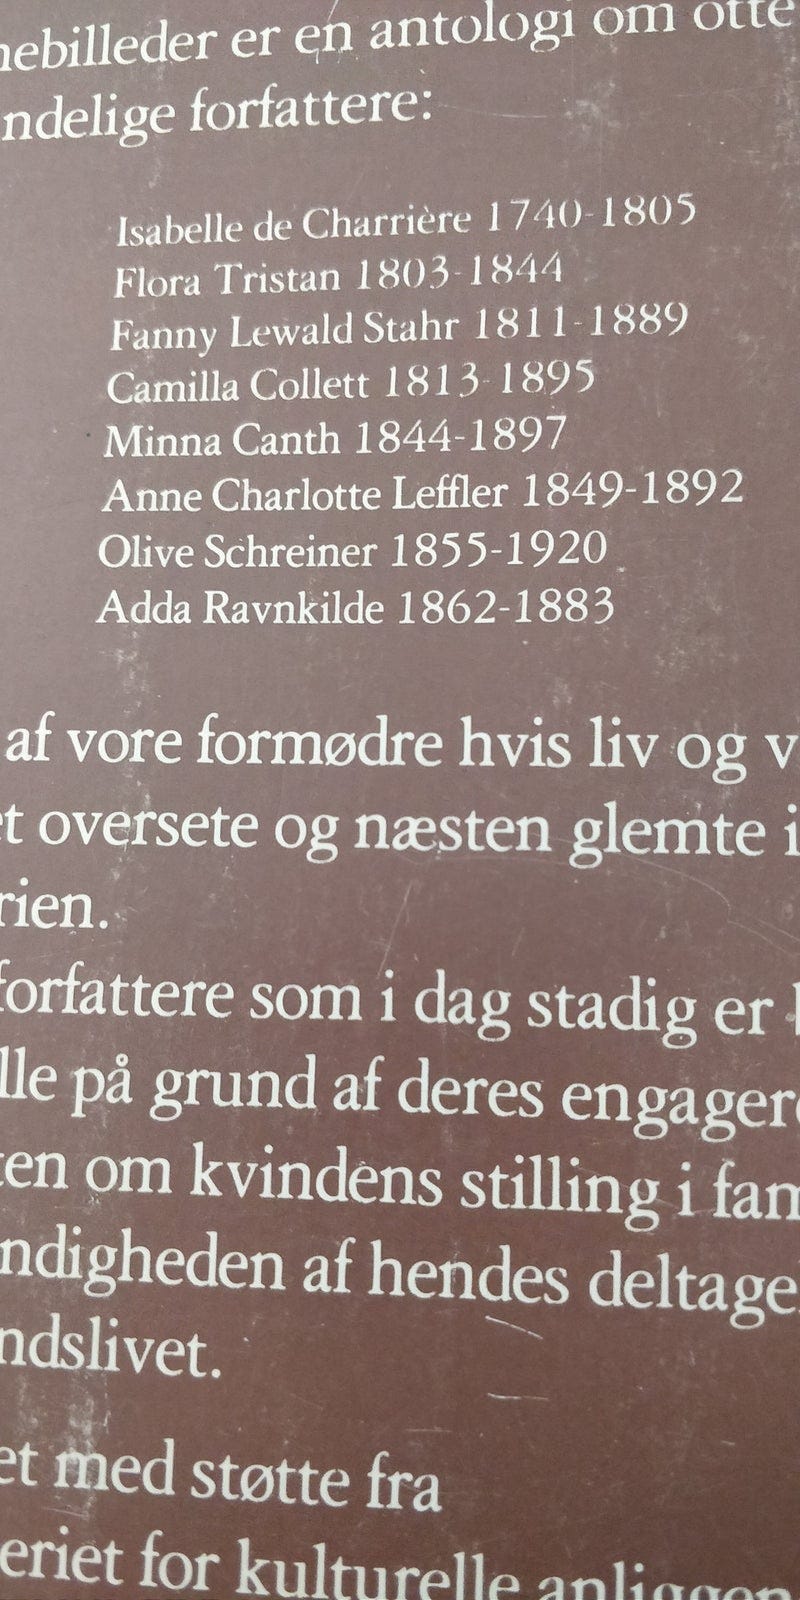 nebilleder er en antologi om otte
ndelige forfattere:
Isabelle de Charrière 1740-1805
Flora Tristan 1803-1844
Fanny Lewald Stahr 1811-1889
Camilla Collett 1813-1895
Minna Canth 1844-1897
Anne Charlotte Leffler 1849-1892
Olive Schreiner 1855-1920
Adda Ravnkilde 1862-1883
af vore formødre hvis liv og v
et oversete og næsten glemte i
rien.
forfattere som i dag stadig er
lle på grund af deres engager
ten om kvindens stilling i fam
ndigheden af hendes deltage
ndslivet.
et med støtte fra
eriet for kulturelle anliggen